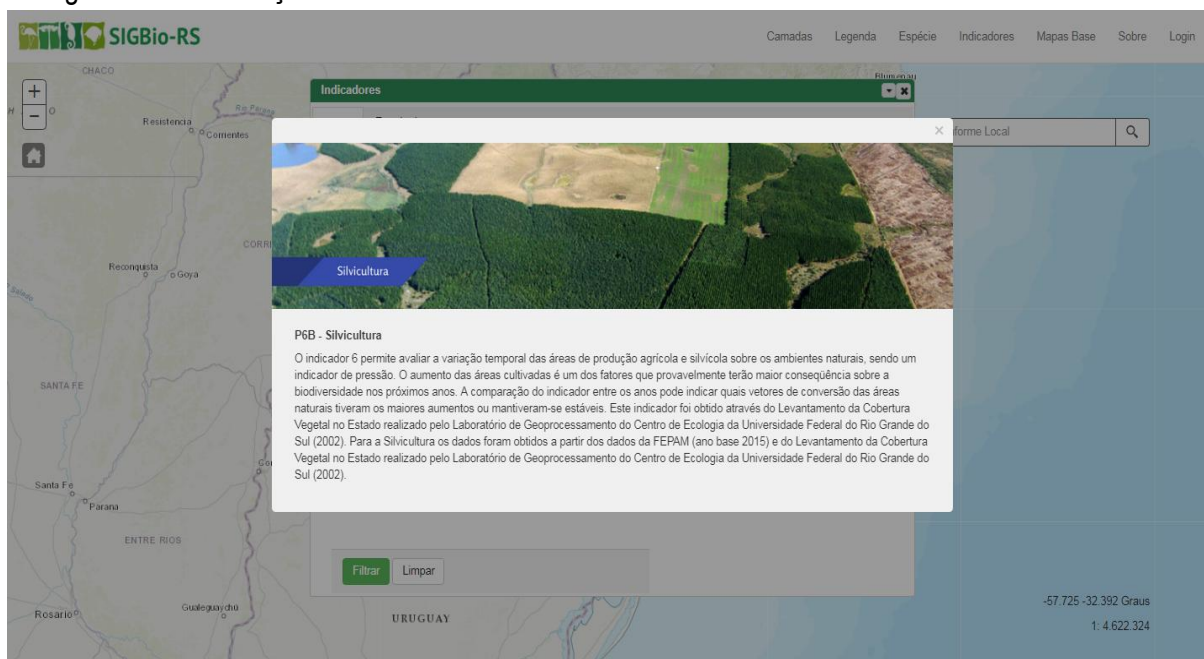 SIGBio-RS
Camadas Legenda Espécie Indicadores Mapas Base Sobre Login
CHACO
Blumenau
+
Indicadores
−
Rio Parana
Resistencia
Corrientes
Informe Local
×
CORRI
Reconquista
Goya
Silvicultura
P6B - Silvicultura
O indicador 6 permite avaliar a variação temporal das áreas de produção agrícola e silvícola sobre os ambientes naturais, sendo um
indicador de pressão. O aumento das áreas cultivadas é um dos fatores que provavelmente terão maior conseqüência sobre a
biodiversidade nos próximos anos. A comparação do indicador entre os anos pode indicar quais vetores de conversão das áreas
naturais tiveram os maiores aumentos ou mantiveram-se estáveis. Este indicador foi obtido através do Levantamento da Cobertura
Vegetal no Estado realizado pelo Laboratório de Geoprocessamento do Centro de Ecologia da Universidade Federal do Rio Grande do
Sul (2002). Para a Silvicultura os dados foram obtidos a partir dos dados da FEPAM (ano base 2015) e do Levantamento da Cobertura
Vegetal no Estado realizado pelo Laboratório de Geoprocessamento do Centro de Ecologia da Universidade Federal do Rio Grande do
Sul (2002).
SANTA FE
Santa Fe
Parana
ENTRE RIOS
Filtrar Limpar
Rosario
Gualeguaychú
URUGUAY
-57.725 -32.392 Graus
1: 4.622.324